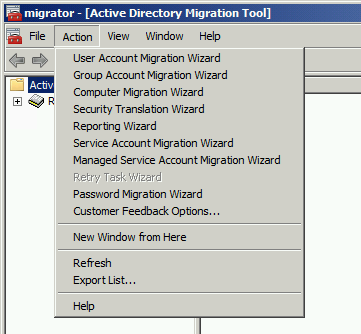 migrator - [Active Directory Migration Tool]
File Action View Window Help
Active
R
User Account Migration Wizard
Group Account Migration Wizard
Computer Migration Wizard
Security Translation Wizard
Reporting Wizard
Service Account Migration Wizard
Managed Service Account Migration Wizard
Retry Task Wizard
Password Migration Wizard
Customer Feedback Options...
New Window from Here
Refresh
Export List...
Help